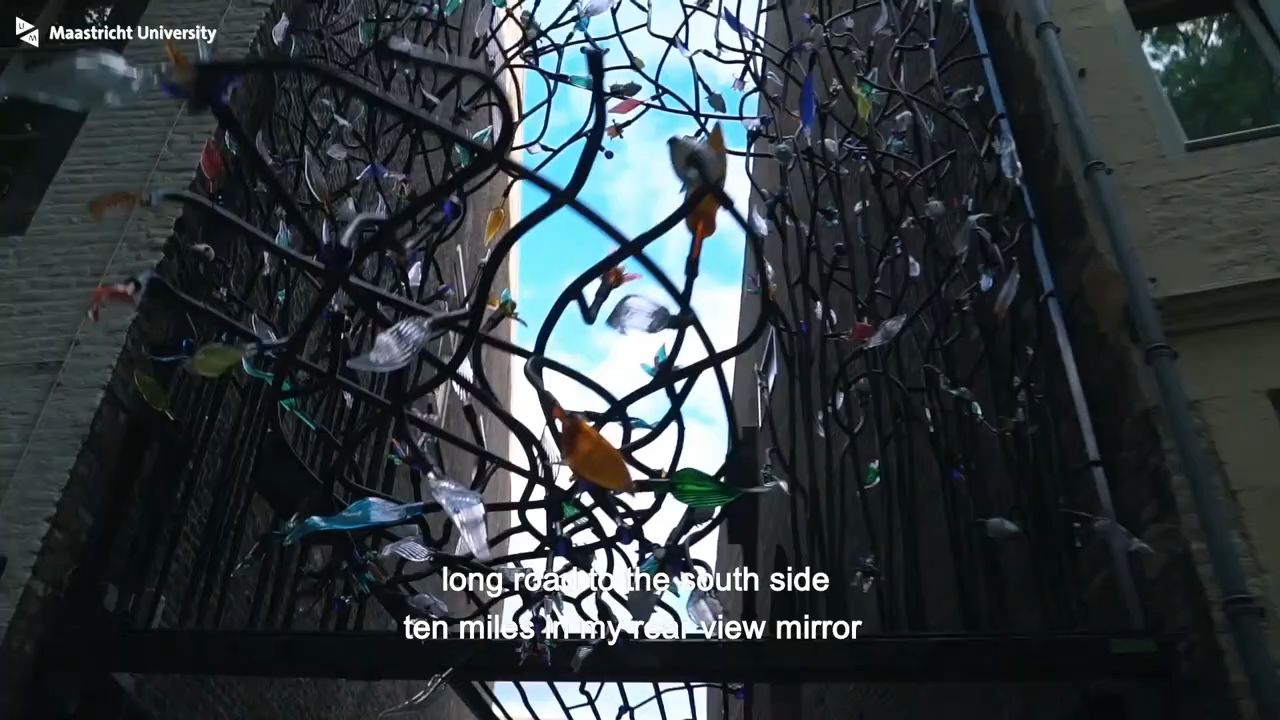 Maastricht University
long road to the south side
ten miles in my rear view mirror